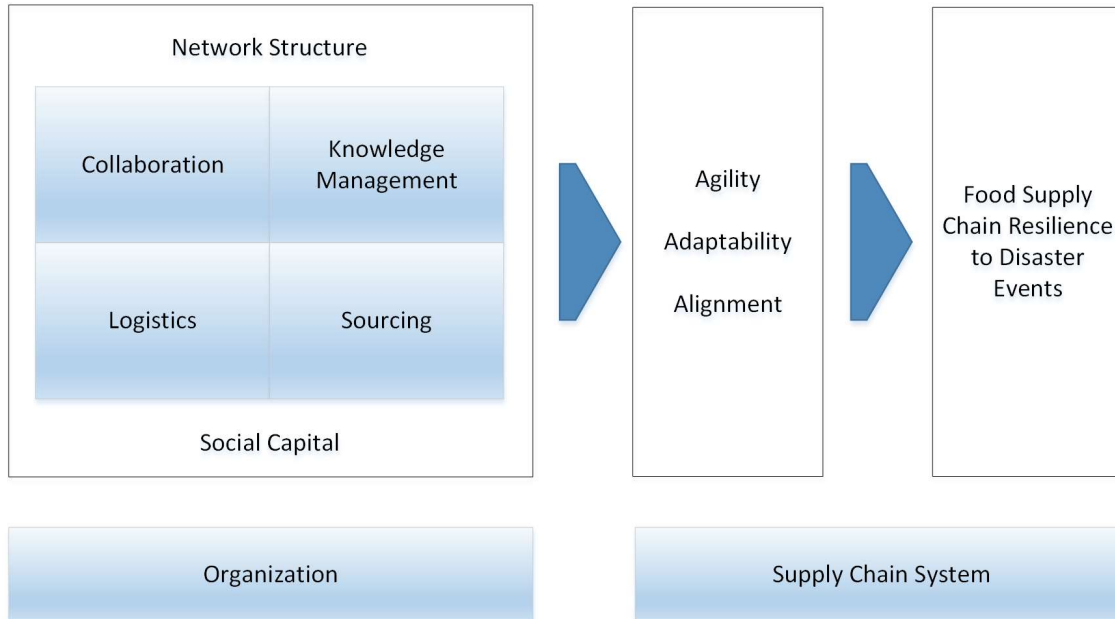 Network Structure
Collaboration
Knowledge
Management
Logistics
Sourcing
Social Capital
Agility
Adaptability
Alignment
Food Supply
Chain Resilience
to Disaster
Events
Organization
Supply Chain System